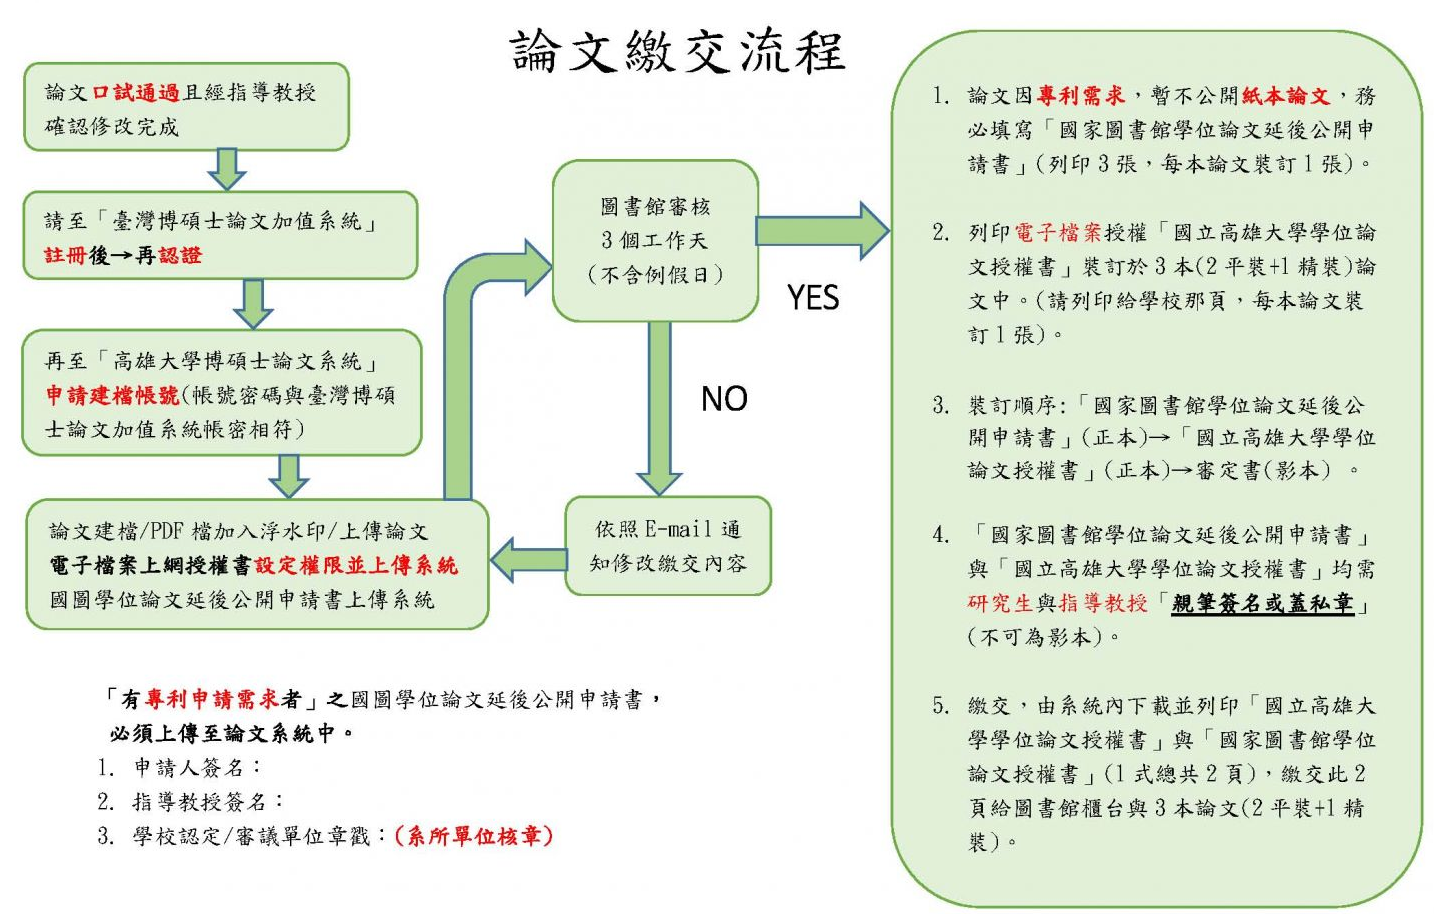 論文繳交流程
論文口試通過且經指導教授
確認修改完成
請至「臺灣博碩士論文加值系統」
註冊後→再認證
再至「高雄大學博碩士論文系統」
申請建檔帳號(帳號密碼與臺灣博碩
士論文加值系統帳密相符)
論文建檔/PDF 檔加入浮水印/上傳論文
電子檔案上網授權書設定權限並上傳系統
國圖學位論文延後公開申請書上傳系統
圖書館審核
3 個工作天
(不含例假日)
YES
NO
依照 E-mail 通
知修改繳交內容
1. 論文因專利需求，暫不公開紙本論文，務
必填寫「國家圖書館學位論文延後公開申
請書」(列印 3 張，每本論文裝訂 1 張)。
2. 列印電子檔案授權「國立高雄大學學位論
文授權書」裝訂於 3 本(2 平裝+1 精裝)論
文中。(請列印給學校那頁，每本論文裝
訂 1 張)。
3. 裝訂順序:「國家圖書館學位論文延後公
開申請書」(正本)→「國立高雄大學學位
論文授權書」(正本)→審定書(影本) 。
4. 「國家圖書館學位論文延後公開申請書」
與「國立高雄大學學位論文授權書」均需
研究生與指導教授「親筆簽名或蓋私章」
(不可為影本)。
5. 繳交，由系統內下載並列印「國立高雄大
學學位論文授權書」與「國家圖書館學位
論文授權書」(1 式總共 2 頁)，繳交此 2
頁給圖書館櫃台與 3 本論文(2 平裝+1 精
裝)。
「有專利申請需求者」之國圖學位論文延後公開申請書，
必須上傳至論文系統中。
1. 申請人簽名：
2. 指導教授簽名：
3. 學校認定/審議單位章戳：(系所單位核章)